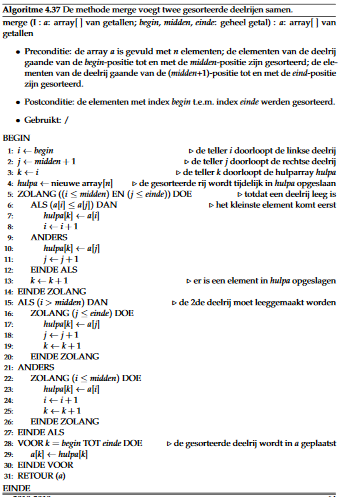 Algoritme 4.37 De methode merge voegt twee gesorteerde deelrijen samen.
merge (I : a: array[ ] van getallen; begin, midden, einde: geheel getal) : a: array[ ] van
getallen
• Preconditie: de array a is gevuld met n elementen; de elementen van de deelrij
gaande van de begin-positie tot en met de midden-positie zijn gesorteerd; de ele-
menten van de deelrij gaande van de (midden+1)-positie tot en met de eind-positie
zijn gesorteerd.
• Postconditie: de elementen met index begin t.e.m. index einde werden gesorteerd.
• Gebruikt: /
BEGIN
1: i ← begin ▷ de teller i doorloopt de linkse deelrij
2: j ← midden + 1 ▷ de teller j doorloopt de rechtse deelrij
3: k ← i ▷ de teller k doorloopt de hulparray hulpa
4: hulpa ← nieuwe array[n] ▷ de gesorteerde rij wordt tijdelijk in hulpa opgeslaan
5: ZOLANG ((i ≤ midden) EN (j ≤ einde)) DOE ▷ totdat een deelrij leeg is
6: ALS (a[i] ≤ a[j]) DAN ▷ het kleinste element komt eerst
7: hulpa[k] ← a[i]
8: i ← i + 1
9: ANDERS
10: hulpa[k] ← a[j]
11: j ← j + 1
12: EINDE ALS
13: k ← k + 1 ▷ er is een element in hulpa opgeslagen
14: EINDE ZOLANG
15: ALS (i > midden) DAN ▷ de 2de deelrij moet leeggemaakt worden
16: ZOLANG (j ≤ einde) DOE
17: hulpa[k] ← a[j]
18: j ← j + 1
19: k ← k + 1
20: EINDE ZOLANG
21: ANDERS
22: ZOLANG (i ≤ midden) DOE
23: hulpa[k] ← a[i]
24: i ← i + 1
25: k ← k + 1
26: EINDE ZOLANG
27: EINDE ALS
28: VOOR k = begin TOT einde DOE ▷ de gesorteerde deelrij wordt in a geplaatst
29: a[k] ← hulpa[k]
30: EINDE VOOR
31: RETOUR (a)
EINDE